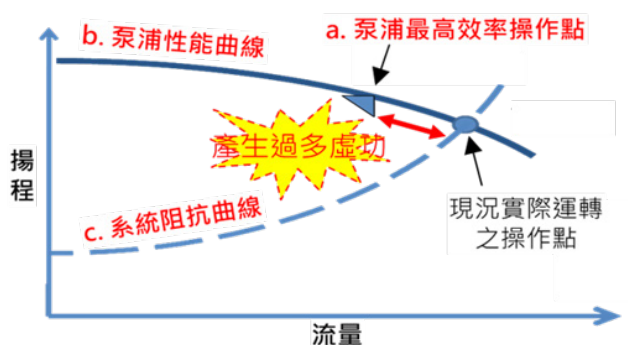 b. 泵浦性能曲線
a. 泵浦最高效率操作點
產生過多虛功
揚程
c. 系統阻抗曲線
現況實際運轉
之操作點
流量